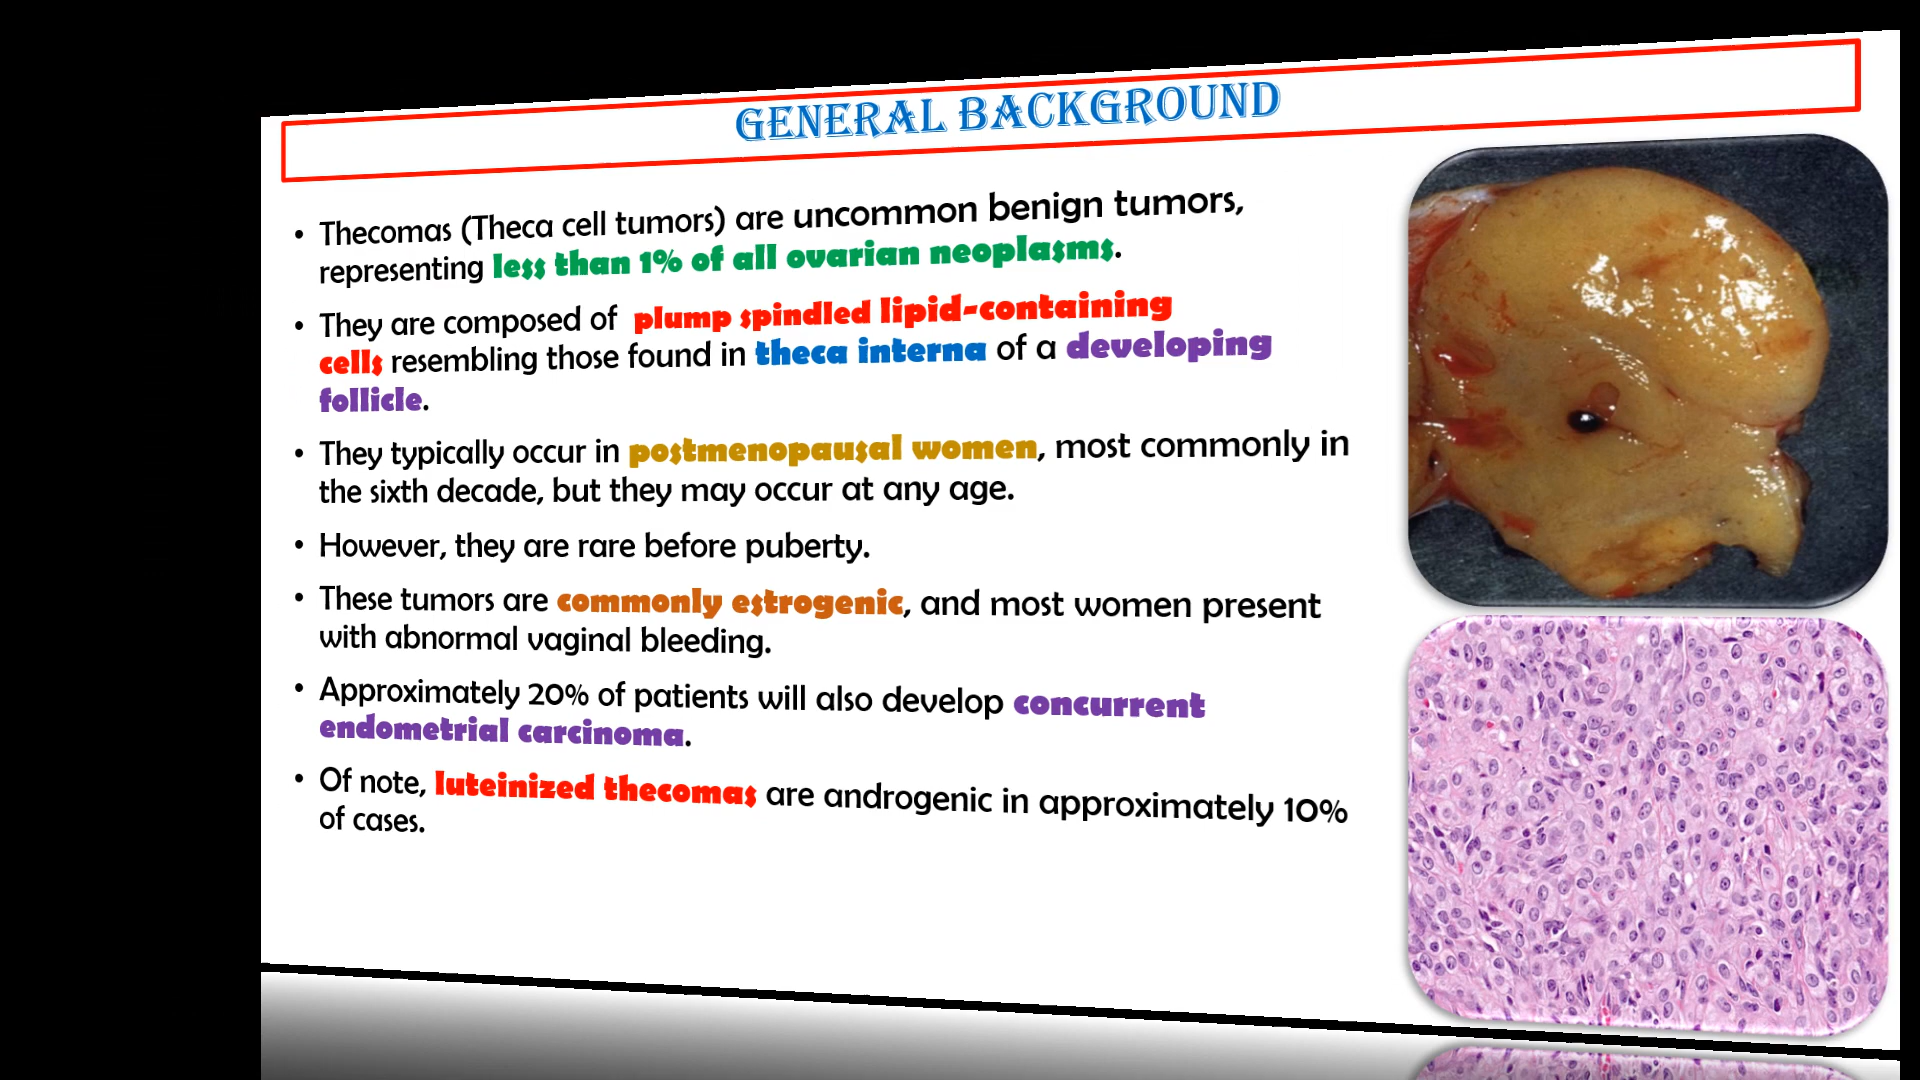 GENERAL BACKGROUND
• Thecomas (Theca cell tumors) are uncommon benign tumors,
representing less than 1% of all ovarian neoplasms.
• They are composed of plump spindled lipid-containing
cells resembling those found in theca interna of a developing
follicle.
• They typically occur in postmenopausal women, most commonly in
the sixth decade, but they may occur at any age.
• However, they are rare before puberty.
• These tumors are commonly estrogenic, and most women present
with abnormal vaginal bleeding.
• Approximately 20% of patients will also develop concurrent
endometrial carcinoma.
• Of note, luteinized thecomas are androgenic in approximately 10%
of cases.